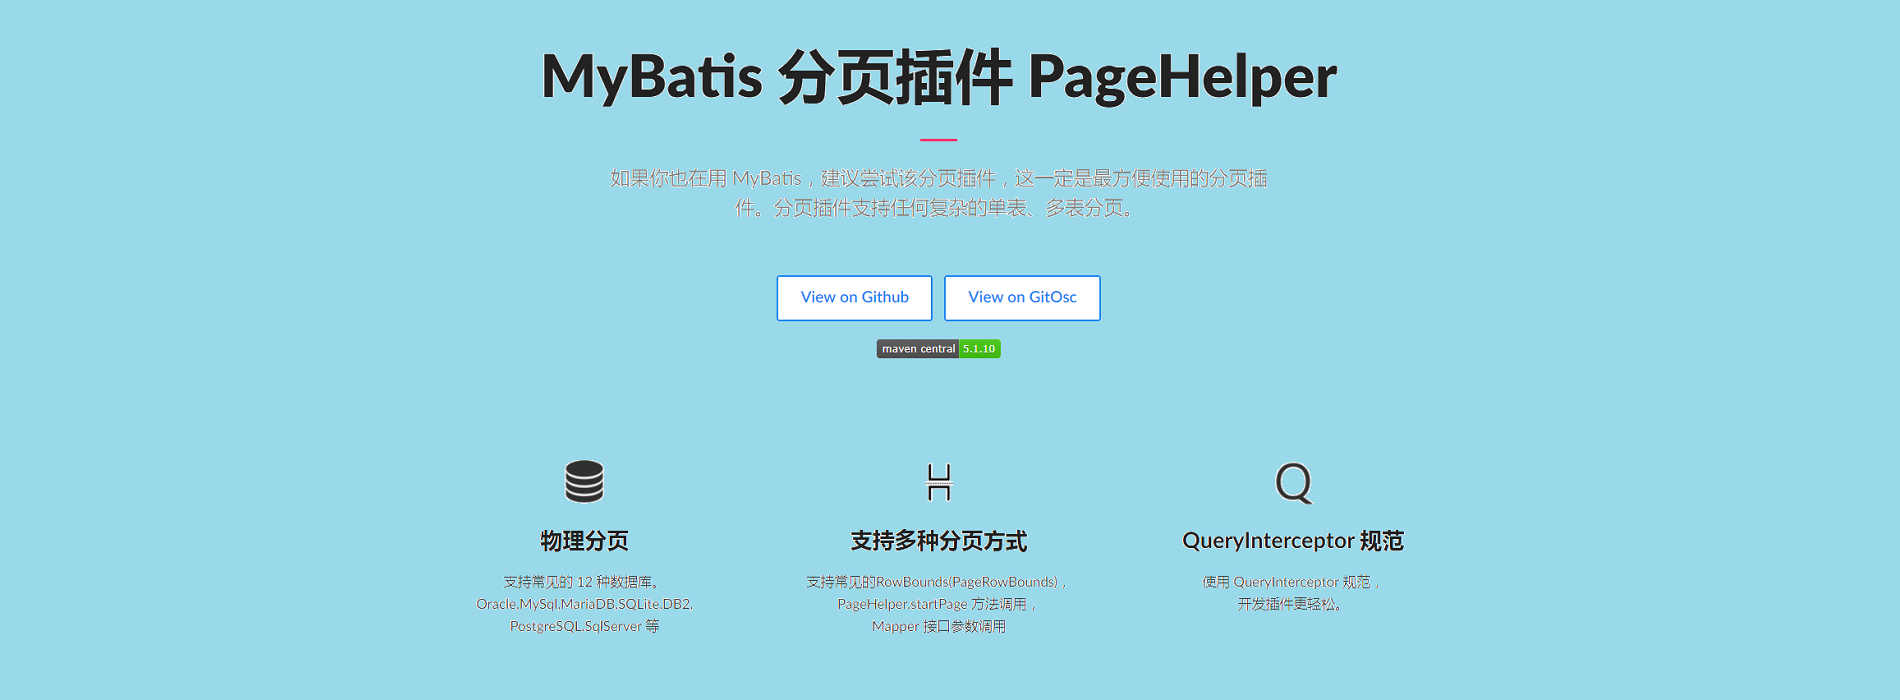 MyBatis 分页插件 PageHelper
如果你也在用 MyBatis，建议尝试该分页插件，这一定是最方便使用的分页插
件。分页插件支持任何复杂的单表、多表分页。
View on Github
View on GitOsc
maven central 5.1.10
物理分页
支持常见的 12 种数据库。
Oracle,MySql,MariaDB,SQLite,DB2,
PostgreSQL,SqlServer 等
支持多种分页方式
支持常见的RowBounds(PageRowBounds)，
PageHelper.startPage 方法调用，
Mapper 接口参数调用
QueryInterceptor 规范
使用 QueryInterceptor 规范，
开发插件更轻松。